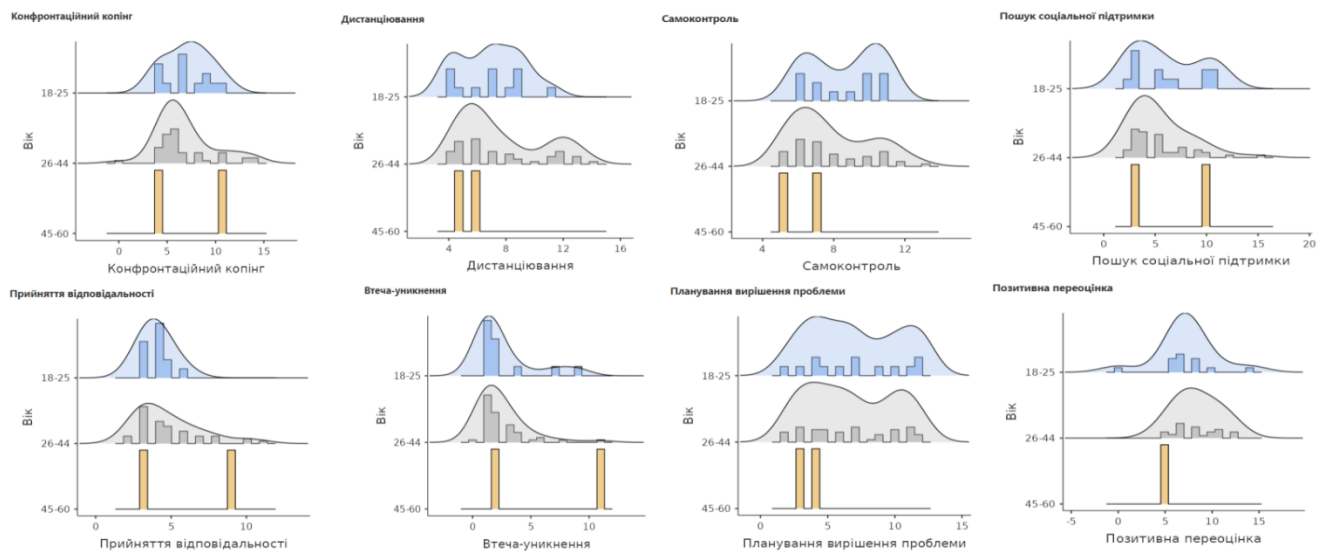 Конфронтаційний копінг
Вік
18-25
26-44
45-60
0 5 10 15
Конфронтаційний копінг
Дистанціювання
Вік
18-25
26-44
45-60
4 8 12 16
Дистанціювання
Самоконтроль
Вік
18-25
26-44
45-60
4 8 12
Самоконтроль
Пошук соціальної підтримки
Вік
18-25
26-44
45-60
0 5 10 15 20
Пошук соціальної підтримки
Прийняття відповідальності
Вік
18-25
26-44
45-60
0 5 10
Прийняття відповідальності
Втеча-уникнення
Вік
18-25
26-44
45-60
0 5 10
Втеча-уникнення
Планування вирішення проблеми
Вік
18-25
26-44
45-60
0 5 10 15
Планування вирішення проблеми
Позитивна переоцінка
Вік
18-25
26-44
45-60
-5 0 5 10 15
Позитивна переоцінка